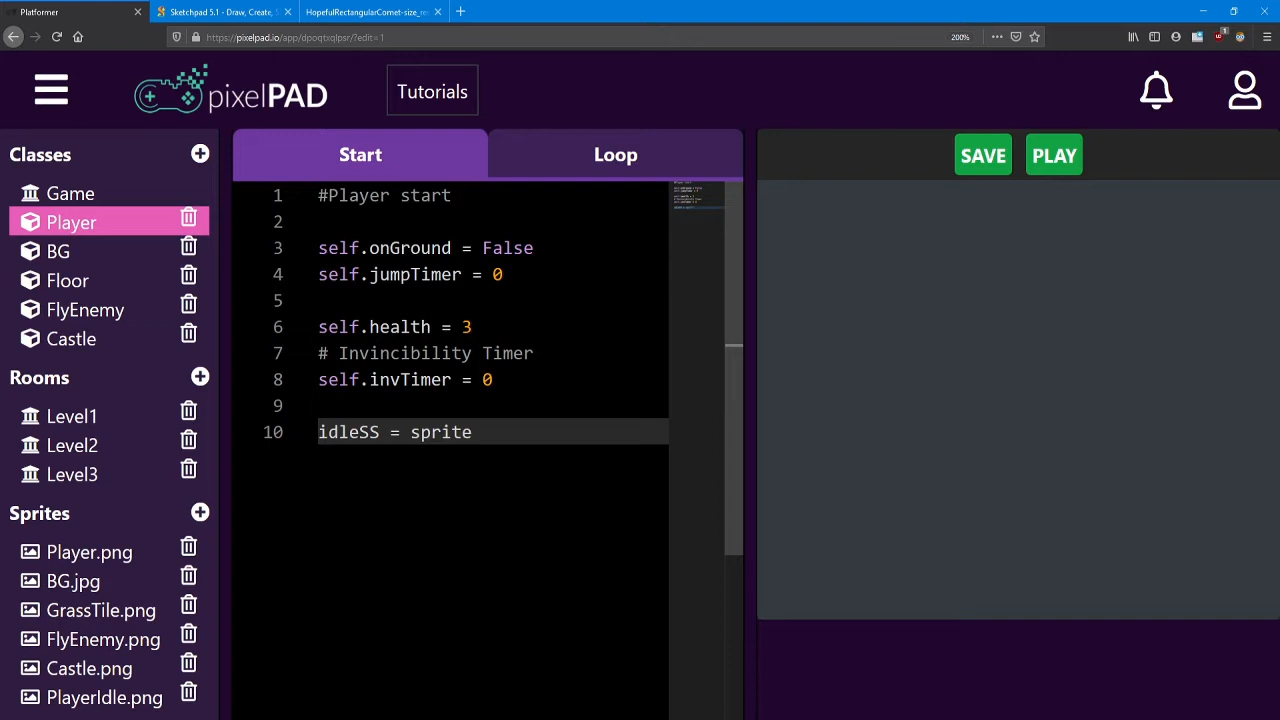 Platformer
Sketchpad 5.1 - Draw, Create, S
HopefulRectangularComet-size_re
https://pixelpad.io/app/dpoqtxqlpsr/?edit=1
200%
1
pixelPAD
Tutorials
Classes
Start
Loop
SAVE
PLAY
Game
1 #Player start
Player
2
BG
3 self.onGround = False
Floor
4 self.jumpTimer = 0
5
FlyEnemy
6 self.health = 3
Castle
7 # Invincibility Timer
Rooms
8 self.invTimer = 0
9
Level1
10 idleSS = sprite
Level2
Level3
Sprites
Player.png
BG.jpg
GrassTile.png
FlyEnemy.png
Castle.png
PlayerIdle.png